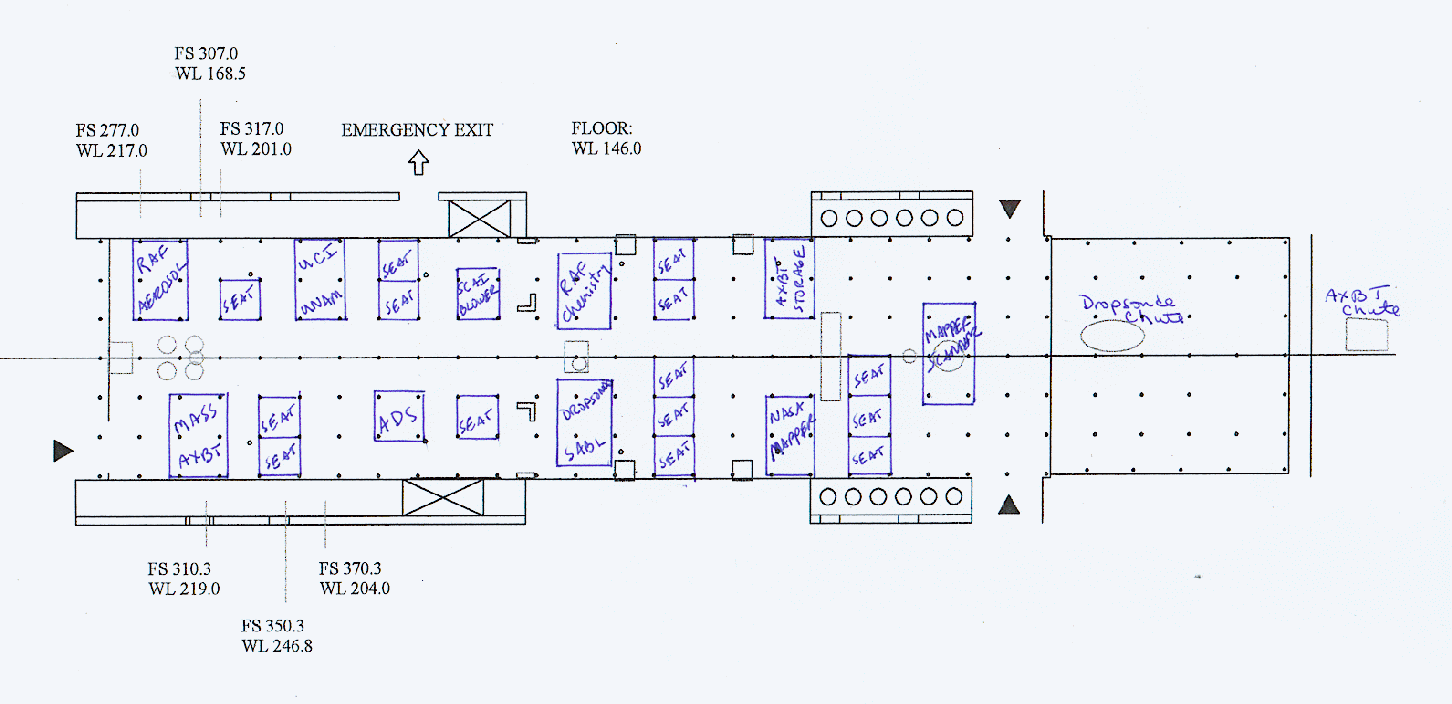 FS 307.0
WL 168.5
FS 277.0
WL 217.0
FS 317.0
WL 201.0
EMERGENCY EXIT
FLOOR:
WL 146.0
RAF
AEROSOL
SEAT
UCI
UNAM
SEAT
SEAT
SCAI
BLOWER
RAF
Chemistry
SEAT
SEAT
AXBT
STORAGE
MAPPER
SCANNER
Dropsonde
Chute
AXBT
Chute
MASS
AXBT
SEAT
SEAT
ADS
SEAT
DROPSONDE
SABL
SEAT
SEAT
SEAT
NASA
MAPPER
SEAT
SEAT
SEAT
FS 310.3
WL 219.0
FS 370.3
WL 204.0
FS 350.3
WL 246.8